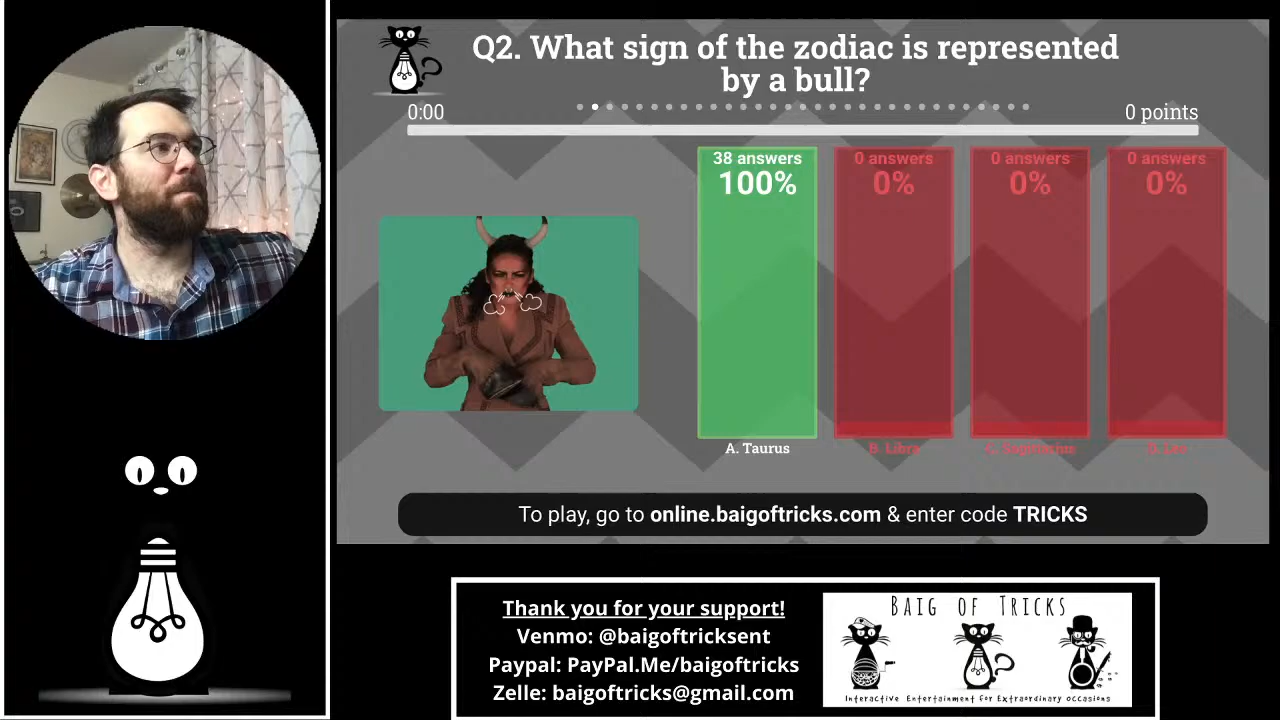 Q2. What sign of the zodiac is represented
by a bull?
0:00
0 points
38 answers
100%
0 answers
0%
0 answers
0%
0 answers
0%
A. Taurus
B. Libra
C. Sagittarius
D. Leo
To play, go to online.baigoftricks.com & enter code TRICKS
Thank you for your support!
Venmo: @baigoftricksent
Paypal: PayPal.Me/baigoftricks
Zelle: baigoftricks@gmail.com
BAIG OF TRICKS
Interactive Entertainment for Extraordinary occasions